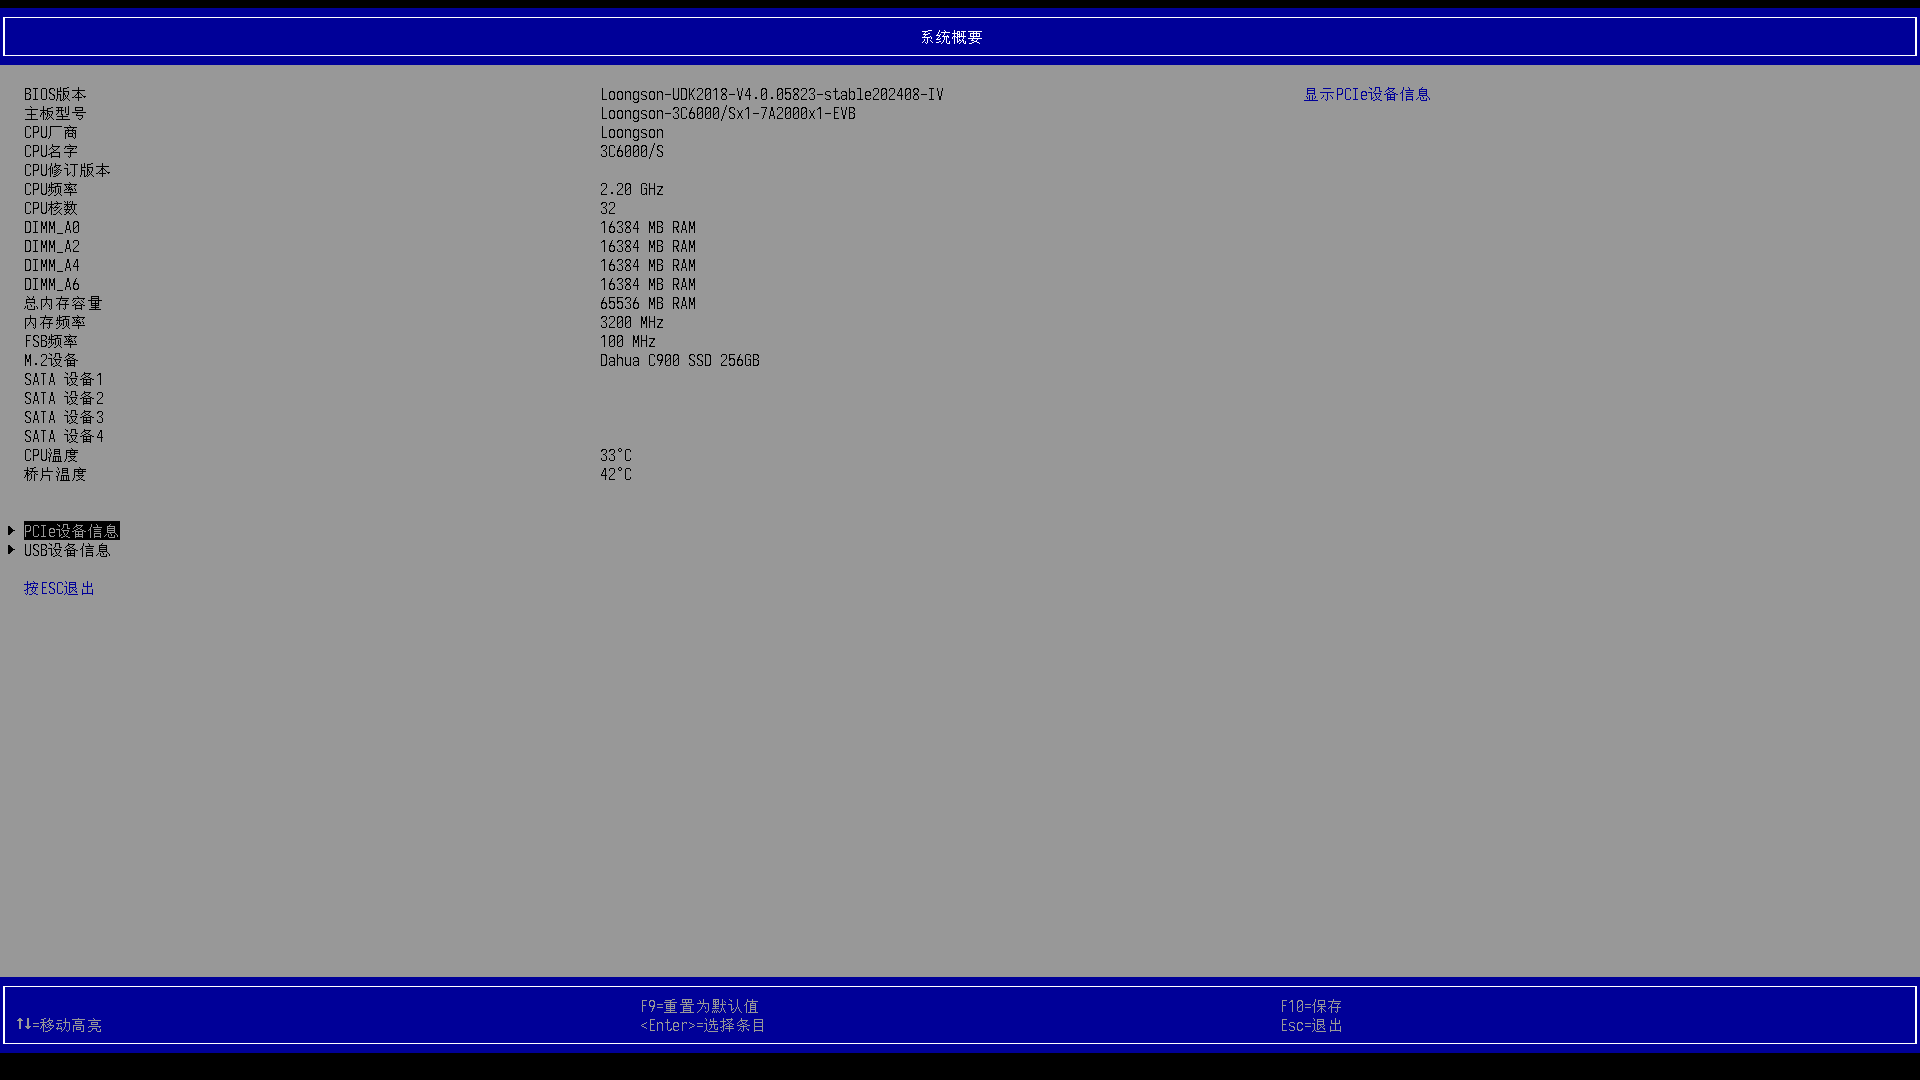 系统概要
BIOS版本 Loongson-UDK2018-V4.0.05823-stable202408-IV 显示PCIe设备信息
主板型号 Loongson-3C6000/Sx1-7A2000x1-EVB
CPU厂商 Loongson
CPU名字 3C6000/S
CPU修订版本
CPU频率 2.20 GHz
CPU核数 32
DIMM_A0 16384 MB RAM
DIMM_A2 16384 MB RAM
DIMM_A4 16384 MB RAM
DIMM_A6 16384 MB RAM
总内存容量 65536 MB RAM
内存频率 3200 MHz
FSB频率 100 MHz
M.2设备 Dahua C900 SSD 256GB
SATA 设备1
SATA 设备2
SATA 设备3
SATA 设备4
CPU温度 33°C
桥片温度 42°C
PCIe设备信息
USB设备信息
按ESC退出
F9=重置为默认值 F10=保存
↑↓=移动高亮 <Enter>=选择条目 Esc=退出